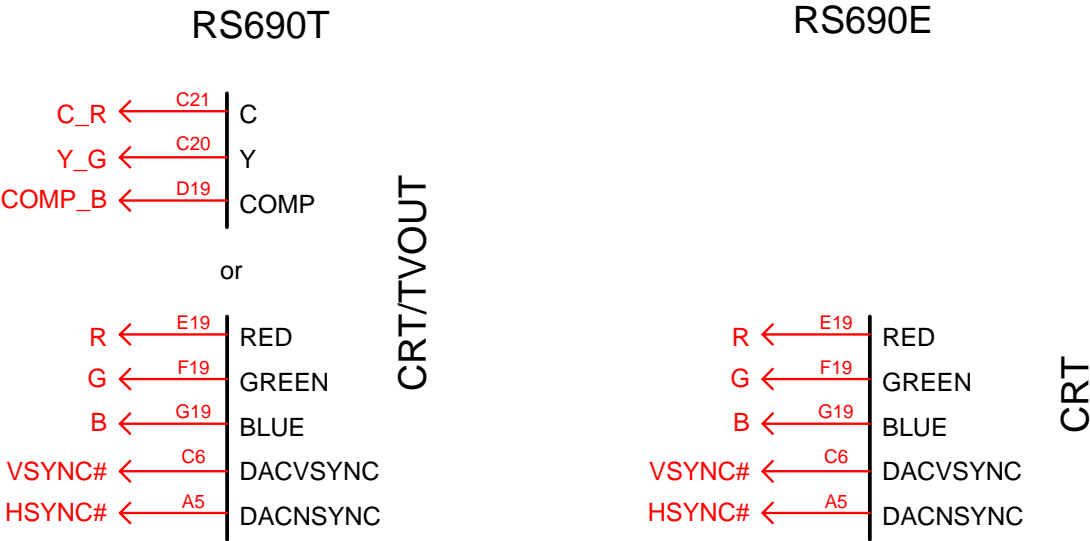 RS690T
C_R C21 C
Y_G C20 Y
COMP_B D19 COMP
or
R E19 RED
G F19 GREEN
B G19 BLUE
VSYNC# C6 DACVSYNC
HSYNC# A5 DACNSYNC
CRT/TVOUT
RS690E
R E19 RED
G F19 GREEN
B G19 BLUE
VSYNC# C6 DACVSYNC
HSYNC# A5 DACNSYNC
CRT